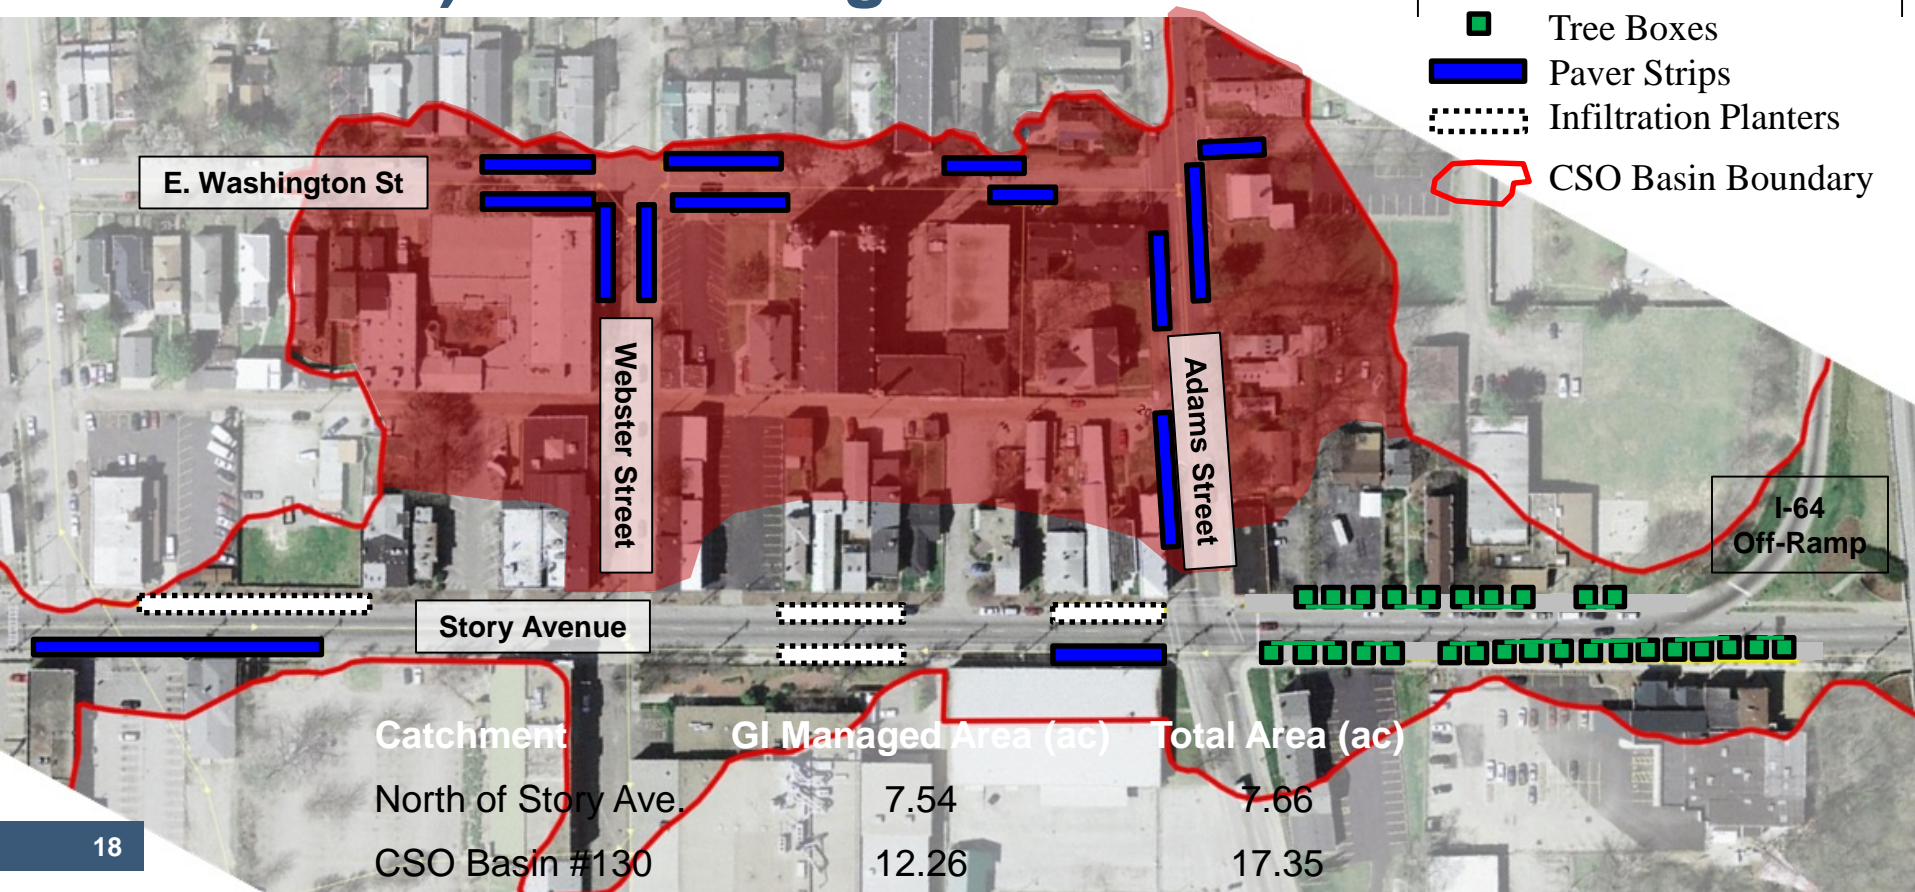 Tree Boxes
Paver Strips
Infiltration Planters
CSO Basin Boundary
E. Washington St
Webster Street
Adams Street
I-64
Off-Ramp
Story Avenue
Catchment GI Managed Area (ac) Total Area (ac)
North of Story Ave. 7.54 7.66
CSO Basin #130 12.26 17.35
18